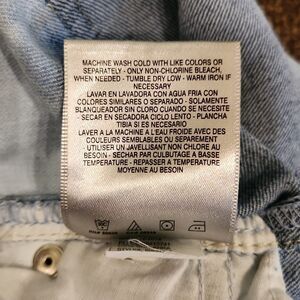 MACHINE WASH COLD WITH LIKE COLORS OR
SEPARATELY - ONLY NON-CHLORINE BLEACH,
WHEN NEEDED - TUMBLE DRY LOW - WARM IRON IF
NECESSARY
LAVAR EN LAVADORA CON AGUA FRIA CON
COLORES SIMILARES O SEPARADO - SOLAMENTE
BLANQUEADOR SIN CLORO CUANDO NECESARIO
- SECAR EN SECADORA CICLO LENTO - PLANCHA
TIBIA SI ES NECESARIO
LAVER A LA MACHINE A L'EAU FROIDE AVEC DES
COULEURS SEMBLABLES OU SEPAREMENT
UTILISER UN JAVELLISANT NON CHLORE AU
BESOIN - SECHAR PAR CULBUTAGE A BASSE
TEMPERATURE - REPASSER A TEMPERATURE
MOYENNE AU BESOIN